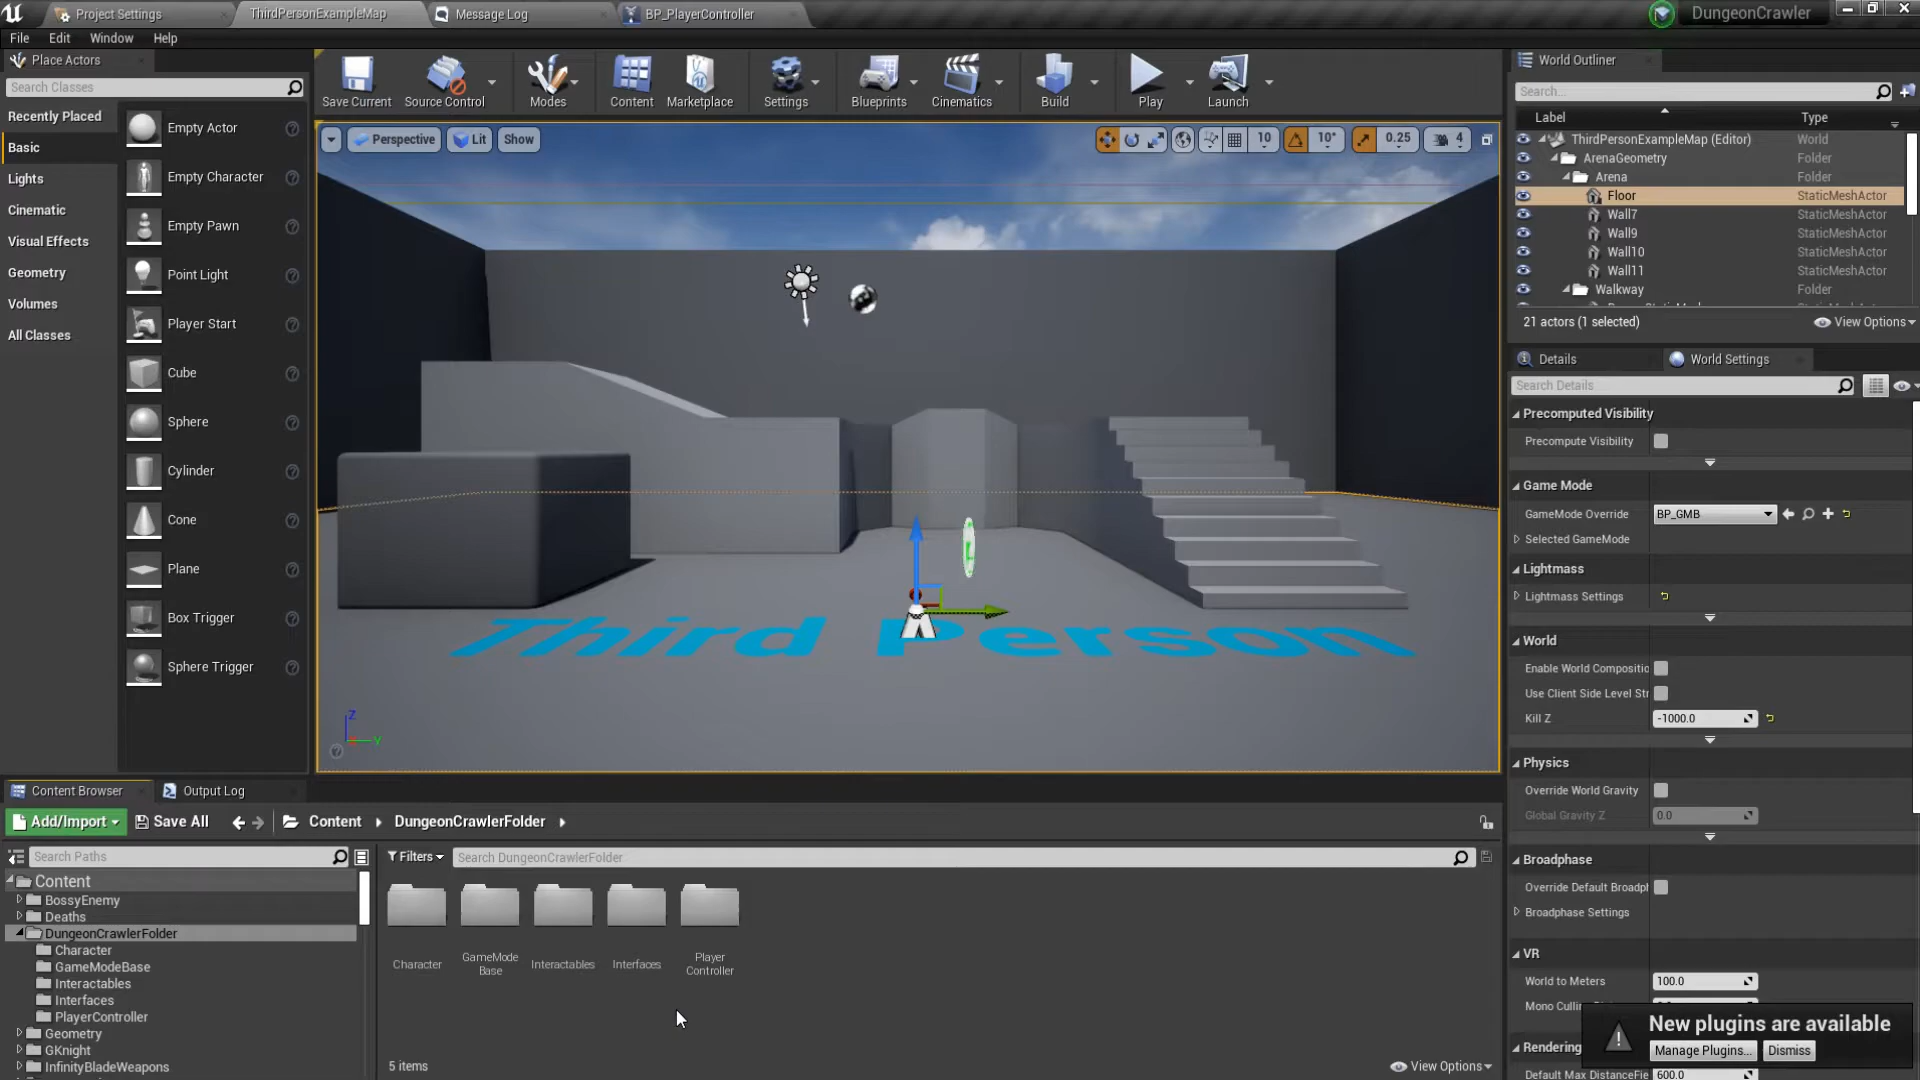 Project Settings
ThirdPersonExampleMap
Message Log
BP_PlayerController
DungeonCrawler
File Edit Window Help
Place Actors
Search Classes
Recently Placed
Basic
Lights
Cinematic
Visual Effects
Geometry
Volumes
All Classes
Empty Actor
Empty Character
Empty Pawn
Point Light
Player Start
Cube
Sphere
Cylinder
Cone
Plane
Box Trigger
Sphere Trigger
Save Current
Source Control
Modes
Content
Marketplace
Settings
Blueprints
Cinematics
Build
Play
Launch
Perspective
Lit
Show
10
10°
0.25
4
Third Person
Z
Y
World Outliner
Search...
Label Type
ThirdPersonExampleMap (Editor) World
ArenaGeometry Folder
Arena Folder
Floor StaticMeshActor
Wall7 StaticMeshActor
Wall9 StaticMeshActor
Wall10 StaticMeshActor
Wall11 StaticMeshActor
Walkway Folder
21 actors (1 selected)
View Options
Details
World Settings
Search Details
Precomputed Visibility
Precompute Visibility
Game Mode
GameMode Override BP_GMB
Selected GameMode
Lightmass
Lightmass Settings
World
Enable World Compositio
Use Client Side Level Str
Kill Z -1000.0
Physics
Override World Gravity
Global Gravity Z 0.0
Broadphase
Override Default Broadpl
Broadphase Settings
VR
World to Meters 100.0
Mono Cullin
Rendering
Default Max DistanceFie 600.0
New plugins are available
Manage Plugins... Dismiss
Content Browser
Output Log
Add/Import
Save All
Content
DungeonCrawlerFolder
Search Paths
Filters
Search DungeonCrawlerFolder
Content
BossyEnemy
Deaths
DungeonCrawlerFolder
Character
GameModeBase
Interactables
Interfaces
PlayerController
Geometry
GKnight
InfinityBladeWeapons
Character
GameMode
Base
Interactables
Interfaces
Player
Controller
5 items
View Options